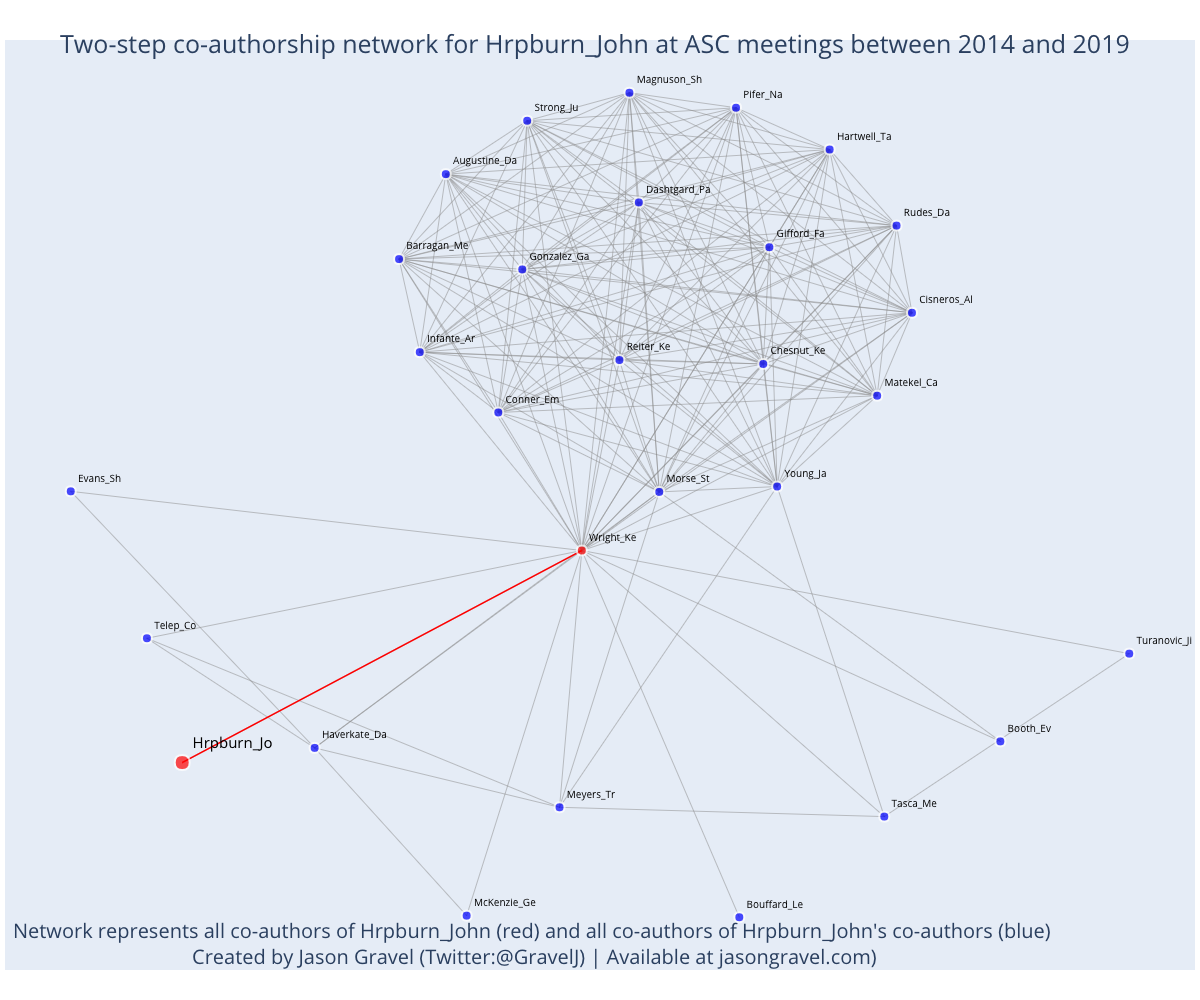 Two-step co-authorship network for Hrpburn_John at ASC meetings between 2014 and 2019
Magnuson_Sh
Pifer_Na
Strong_Ju
Hartwell_Ta
Augustine_Da
Dashtgard_Pa
Rudes_Da
Gifford_Fa
Barragan_Me
Gonzalez_Ga
Cisneros_Al
Infante_Ar
Reiter_Ke
Chesnut_Ke
Matekel_Ca
Conner_Em
Evans_Sh
Morse_St
Young_Ja
Wright_Ke
Telep_Co
Turanovic_Ji
Hrpburn_Jo
Haverkate_Da
Booth_Ev
Meyers_Tr
Tasca_Me
McKenzie_Ge
Bouffard_Le
Network represents all co-authors of Hrpburn_John (red) and all co-authors of Hrpburn_John's co-authors (blue)
Created by Jason Gravel (Twitter:@GravelJ) | Available at jasongravel.com)